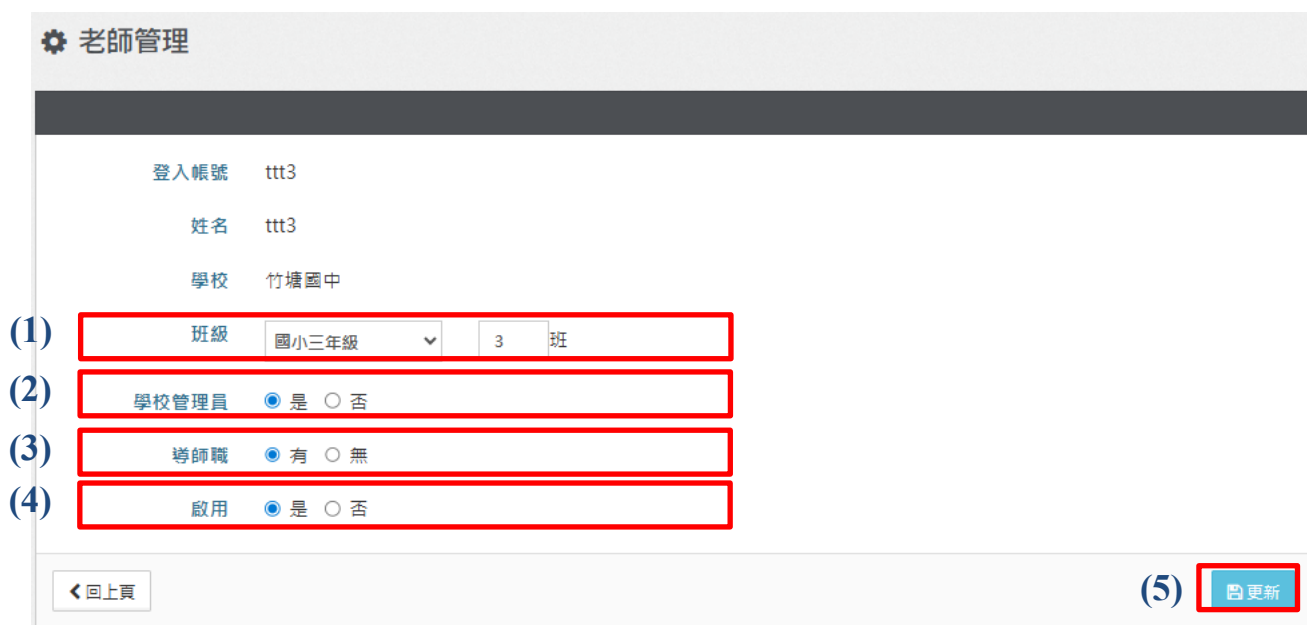 老師管理
登入帳號 ttt3
姓名 ttt3
學校 竹塘國中
(1) 班級 國小三年級 3 班
(2) 學校管理員 是 否
(3) 導師職 有 無
(4) 啟用 是 否
回上頁 (5) 更新